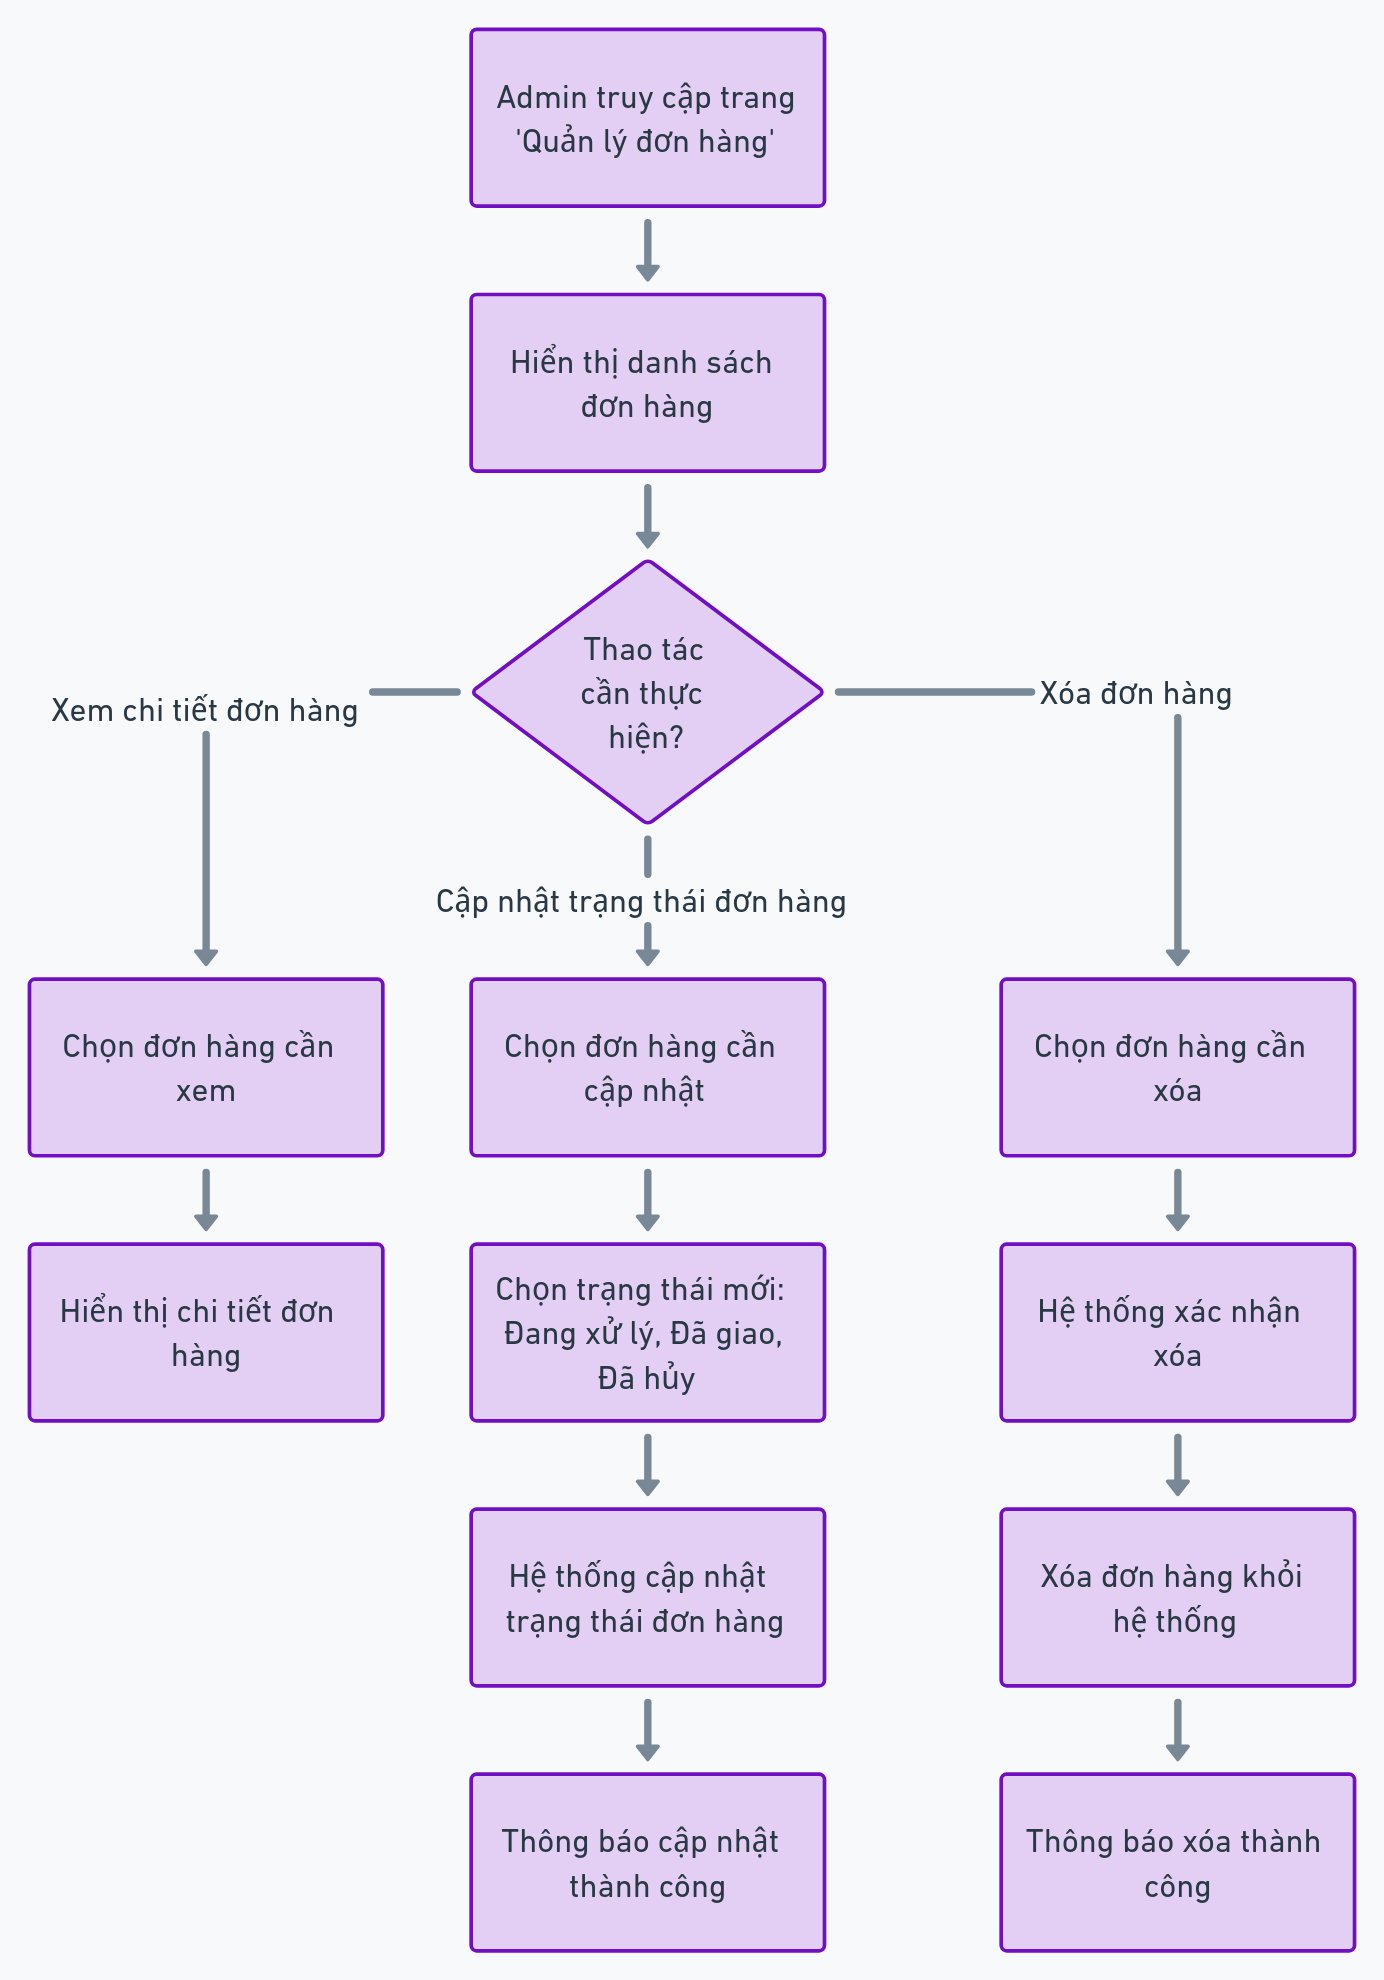 Admin truy cập trang
'Quản lý đơn hàng'
Hiển thị danh sách
đơn hàng
Thao tác
cần thực
hiện?
Xem chi tiết đơn hàng
Xóa đơn hàng
Cập nhật trạng thái đơn hàng
Chọn đơn hàng cần
xem
Chọn đơn hàng cần
cập nhật
Chọn đơn hàng cần
xóa
Hiển thị chi tiết đơn
hàng
Chọn trạng thái mới:
Đang xử lý, Đã giao,
Đã hủy
Hệ thống xác nhận
xóa
Hệ thống cập nhật
trạng thái đơn hàng
Xóa đơn hàng khỏi
hệ thống
Thông báo cập nhật
thành công
Thông báo xóa thành
công